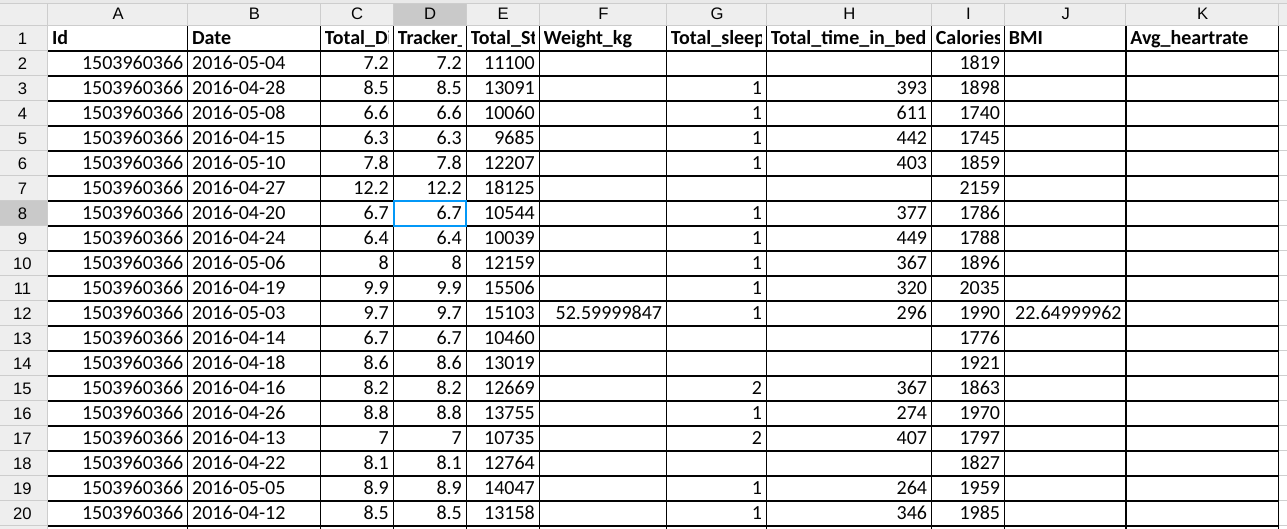 A B C D E F G H I J K
1 Id Date Total_Di Tracker_ Total_St Weight_kg Total_sleep Total_time_in_bed Calories BMI Avg_heartrate
2 1503960366 2016-05-04 7.2 7.2 11100 1819
3 1503960366 2016-04-28 8.5 8.5 13091 1 393 1898
4 1503960366 2016-05-08 6.6 6.6 10060 1 611 1740
5 1503960366 2016-04-15 6.3 6.3 9685 1 442 1745
6 1503960366 2016-05-10 7.8 7.8 12207 1 403 1859
7 1503960366 2016-04-27 12.2 12.2 18125 2159
8 1503960366 2016-04-20 6.7 6.7 10544 1 377 1786
9 1503960366 2016-04-24 6.4 6.4 10039 1 449 1788
10 1503960366 2016-05-06 8 8 12159 1 367 1896
11 1503960366 2016-04-19 9.9 9.9 15506 1 320 2035
12 1503960366 2016-05-03 9.7 9.7 15103 52.59999847 1 296 1990 22.64999962
13 1503960366 2016-04-14 6.7 6.7 10460 1776
14 1503960366 2016-04-18 8.6 8.6 13019 1921
15 1503960366 2016-04-16 8.2 8.2 12669 2 367 1863
16 1503960366 2016-04-26 8.8 8.8 13755 1 274 1970
17 1503960366 2016-04-13 7 7 10735 2 407 1797
18 1503960366 2016-04-22 8.1 8.1 12764 1827
19 1503960366 2016-05-05 8.9 8.9 14047 1 264 1959
20 1503960366 2016-04-12 8.5 8.5 13158 1 346 1985